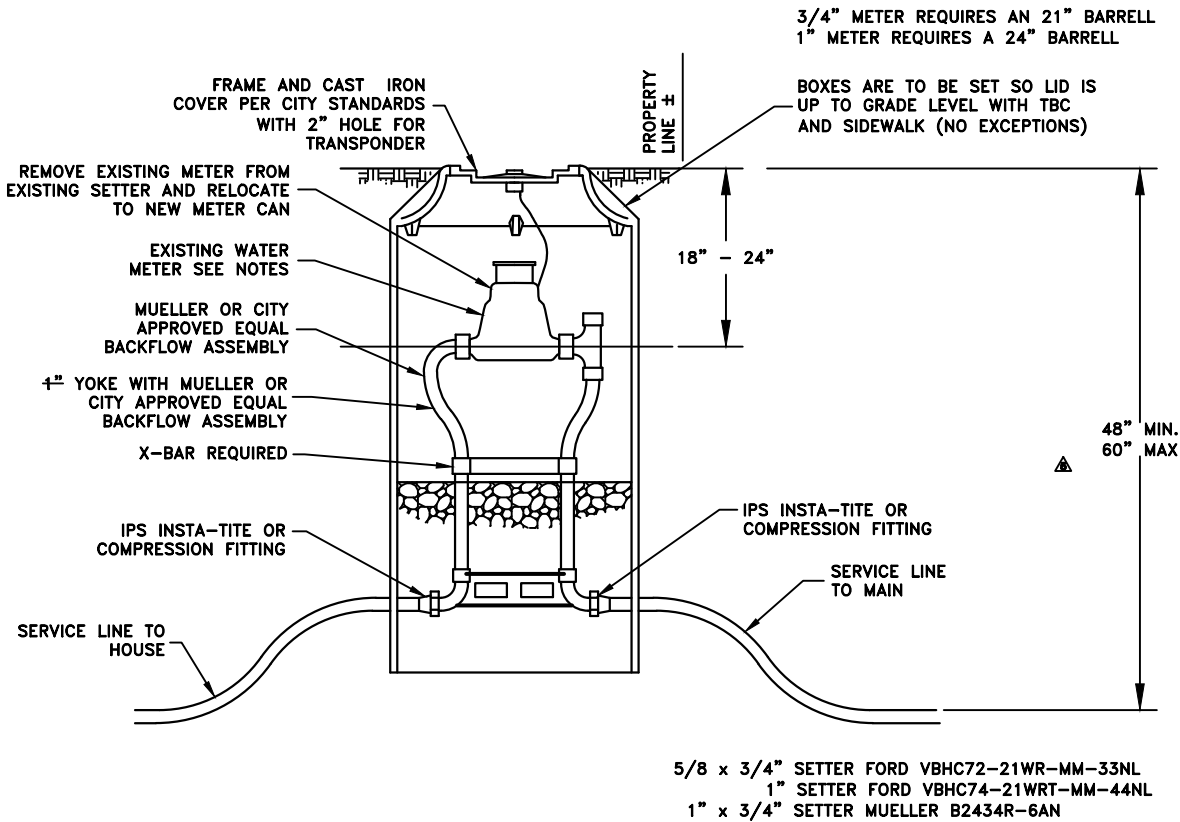 3/4" METER REQUIRES AN 21" BARRELL
1" METER REQUIRES A 24" BARRELL
FRAME AND CAST IRON
COVER PER CITY STANDARDS
WITH 2" HOLE FOR
TRANSPONDER
PROPERTY
LINE ±
BOXES ARE TO BE SET SO LID IS
UP TO GRADE LEVEL WITH TBC
AND SIDEWALK (NO EXCEPTIONS)
REMOVE EXISTING METER FROM
EXISTING SETTER AND RELOCATE
TO NEW METER CAN
EXISTING WATER
METER SEE NOTES
18" - 24"
MUELLER OR CITY
APPROVED EQUAL
BACKFLOW ASSEMBLY
1" YOKE WITH MUELLER OR
CITY APPROVED EQUAL
BACKFLOW ASSEMBLY
X-BAR REQUIRED
48" MIN.
60" MAX
IPS INSTA-TITE OR
COMPRESSION FITTING
IPS INSTA-TITE OR
COMPRESSION FITTING
SERVICE LINE
TO MAIN
SERVICE LINE TO
HOUSE
5/8 x 3/4" SETTER FORD VBHC72-21WR-MM-33NL
1" SETTER FORD VBHC74-21WRT-MM-44NL
1" x 3/4" SETTER MUELLER B2434R-6AN